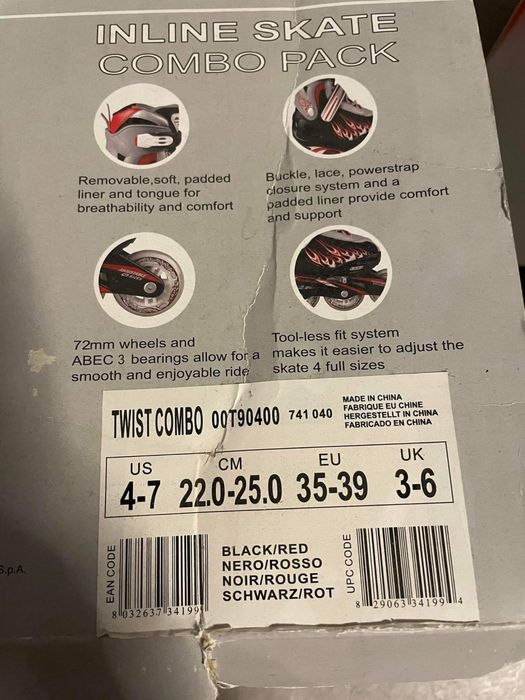 INLINE SKATE
COMBO PACK
Removable,soft, padded
liner and tongue for
breathability and comfort
Buckle, lace, powerstrap
closure system and a
padded liner provide comfort
and support
72mm wheels and
ABEC 3 bearings allow for a
smooth and enjoyable ride
Tool-less fit system
makes it easier to adjust the
skate 4 full sizes
TWIST COMBO 00T90400 741 040
MADE IN CHINA
FABRIQUE EU CHINE
HERGESTELLT IN CHINA
FABRICADO EN CHINA
US CM EU UK
4-7 22.0-25.0 35-39 3-6
S.p.A.
EAN CODE
8 032637 34199
BLACK/RED
NERO/ROSSO
NOIR/ROUGE
SCHWARZ/ROT
UPC CODE
8 29063 34199 4